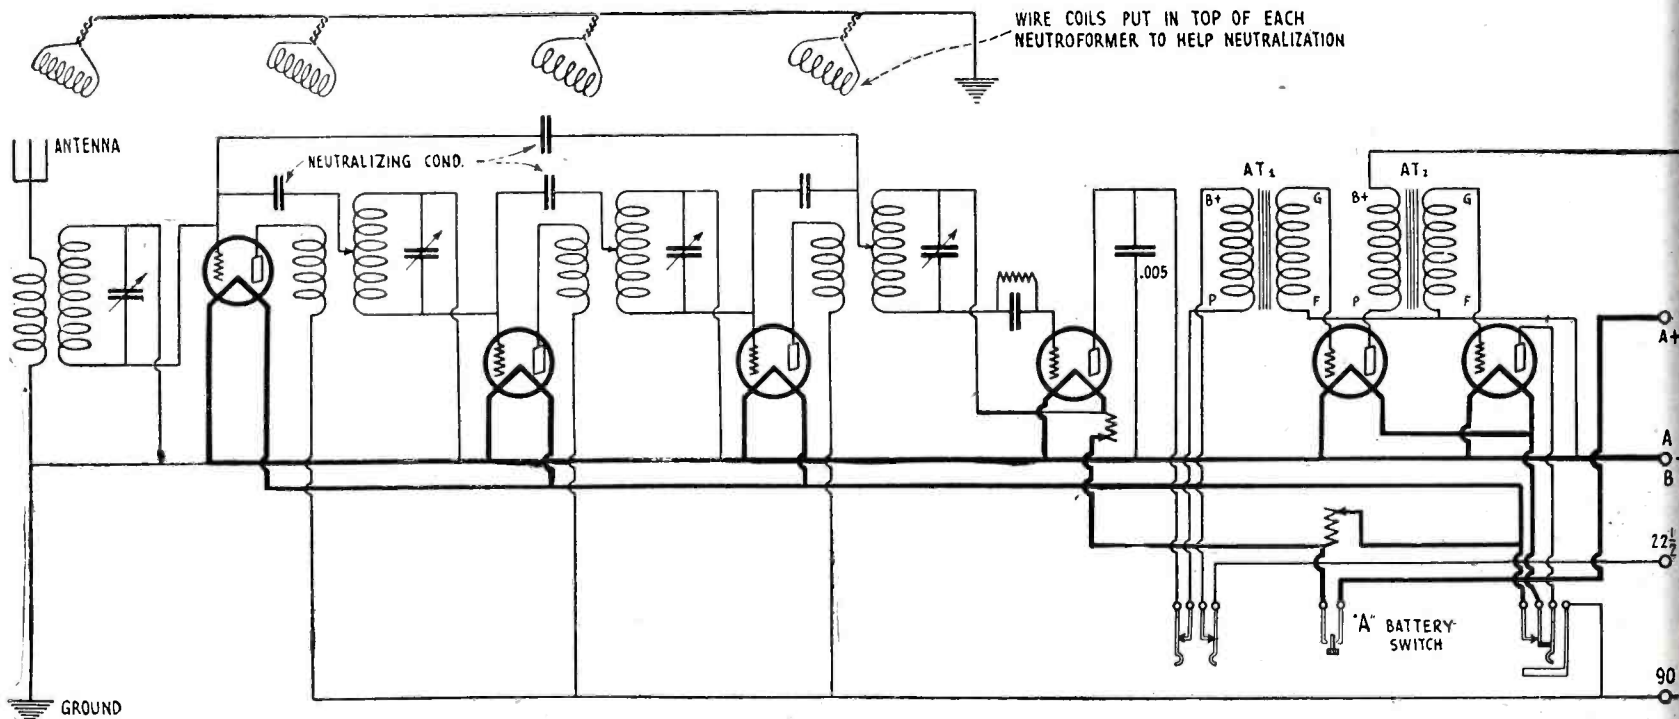 WIRE COILS PUT IN TOP OF EACH
NEUTROFORMER TO HELP NEUTRALIZATION
ANTENNA
NEUTRALIZING COND.
AT₁
AT₂
B+
G
B+
G
.005
P
F
P
F
A+
A
B
22½
"A" BATTERY
SWITCH
90
GROUND